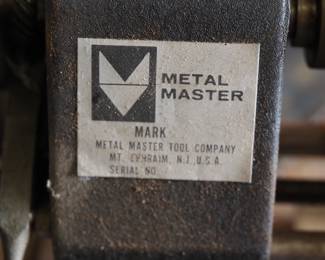 METAL
MASTER
MARK
METAL MASTER TOOL COMPANY
MT. EPHRAIM, N.J., U.S.A.
SERIAL NO